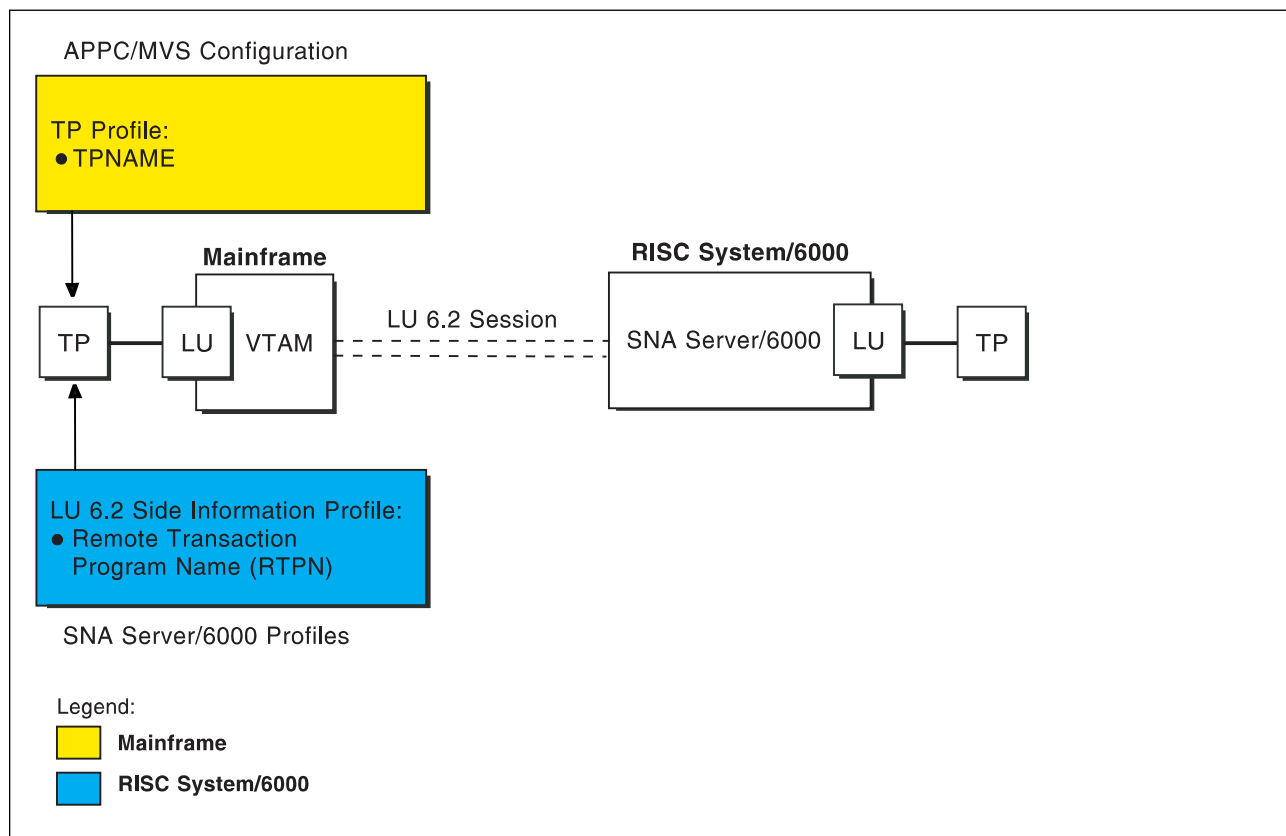 APPC/MVS Configuration
TP Profile:
● TPNAME
Mainframe
RISC System/6000
TP
LU
VTAM
LU 6.2 Session
SNA Server/6000
LU
TP
LU 6.2 Side Information Profile:
● Remote Transaction
Program Name (RTPN)
SNA Server/6000 Profiles
Legend:
Mainframe
RISC System/6000